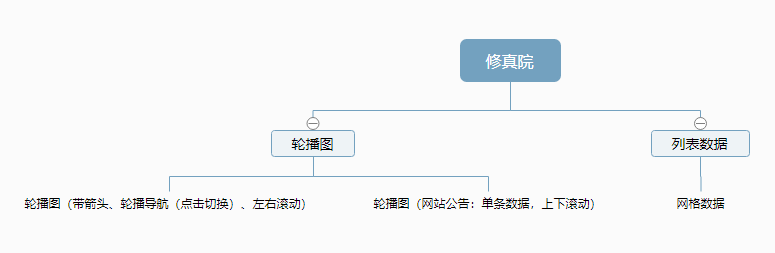 修真院
轮播图
列表数据
轮播图（带箭头、轮播导航（点击切换）、左右滚动）
轮播图（网站公告：单条数据，上下滚动）
网格数据